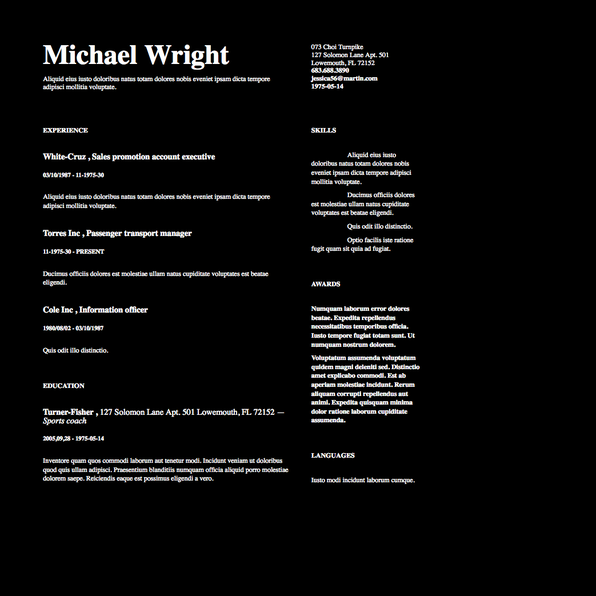 Michael Wright
Aliquid eius iusto doloribus natus totam dolores nobis eveniet ipsam dicta tempore
adipisci mollitia voluptate.
073 Choi Turnpike
127 Solomon Lane Apt. 501
Lowemouth, FL 72152
683.688.3890
jessica56@martin.com
1975-05-14
EXPERIENCE
White-Cruz , Sales promotion account executive
03/10/1987 - 11-1975-30
Aliquid eius iusto doloribus natus totam dolores nobis eveniet ipsam dicta tempore
adipisci mollitia voluptate.
Torres Inc , Passenger transport manager
11-1975-30 - PRESENT
Ducimus officiis dolores est molestiae ullam natus cupiditate voluptates est beatae
eligendi.
Cole Inc , Information officer
1980/08/02 - 03/10/1987
Quos odit illo distinctio.
EDUCATION
Turner-Fisher , 127 Solomon Lane Apt. 501 Lowemouth, FL 72152 —
Sports coach
2005,09,28 - 1975-05-14
Inventore quam quos commodi laborum aut tenetur modi. Incidunt veniam ut doloribus
quod quis ullam adipisci. Praesentium blanditiis numquam officia aliquid porro molestiae
dolorem saepe. Reiciendis eaque est possimus eligendi a vero.
SKILLS
Aliquid eius iusto
doloribus natus totam dolores nobis
eveniet ipsam dicta tempore adipisci
mollitia voluptate.
Ducimus officiis dolores
est molestiae ullam natus cupiditate
voluptates est beatae eligendi.
Quis odit illo distinctio.
Optio facilis iste ratione
fugit quam sit quia ad fugiat.
AWARDS
Numquam laborum error dolores
beatae. Expedita repellendus
necessitatibus temporibus officia.
Iusto tempore fugiat totam sunt. Ut
numquam nostrum dolorem.
Voluptatum assumenda voluptatum
quidem magni deleniti sed. Distinctio
amet explicabo commodi. Est ab
aperiam molestiae incidunt. Rerum
aliquam corrupti repellendus aut
animi. Expedita quisquam minima
dolor ratione laborum cupiditate
assumenda.
LANGUAGES
Iusto modi incidunt laborum cumque.